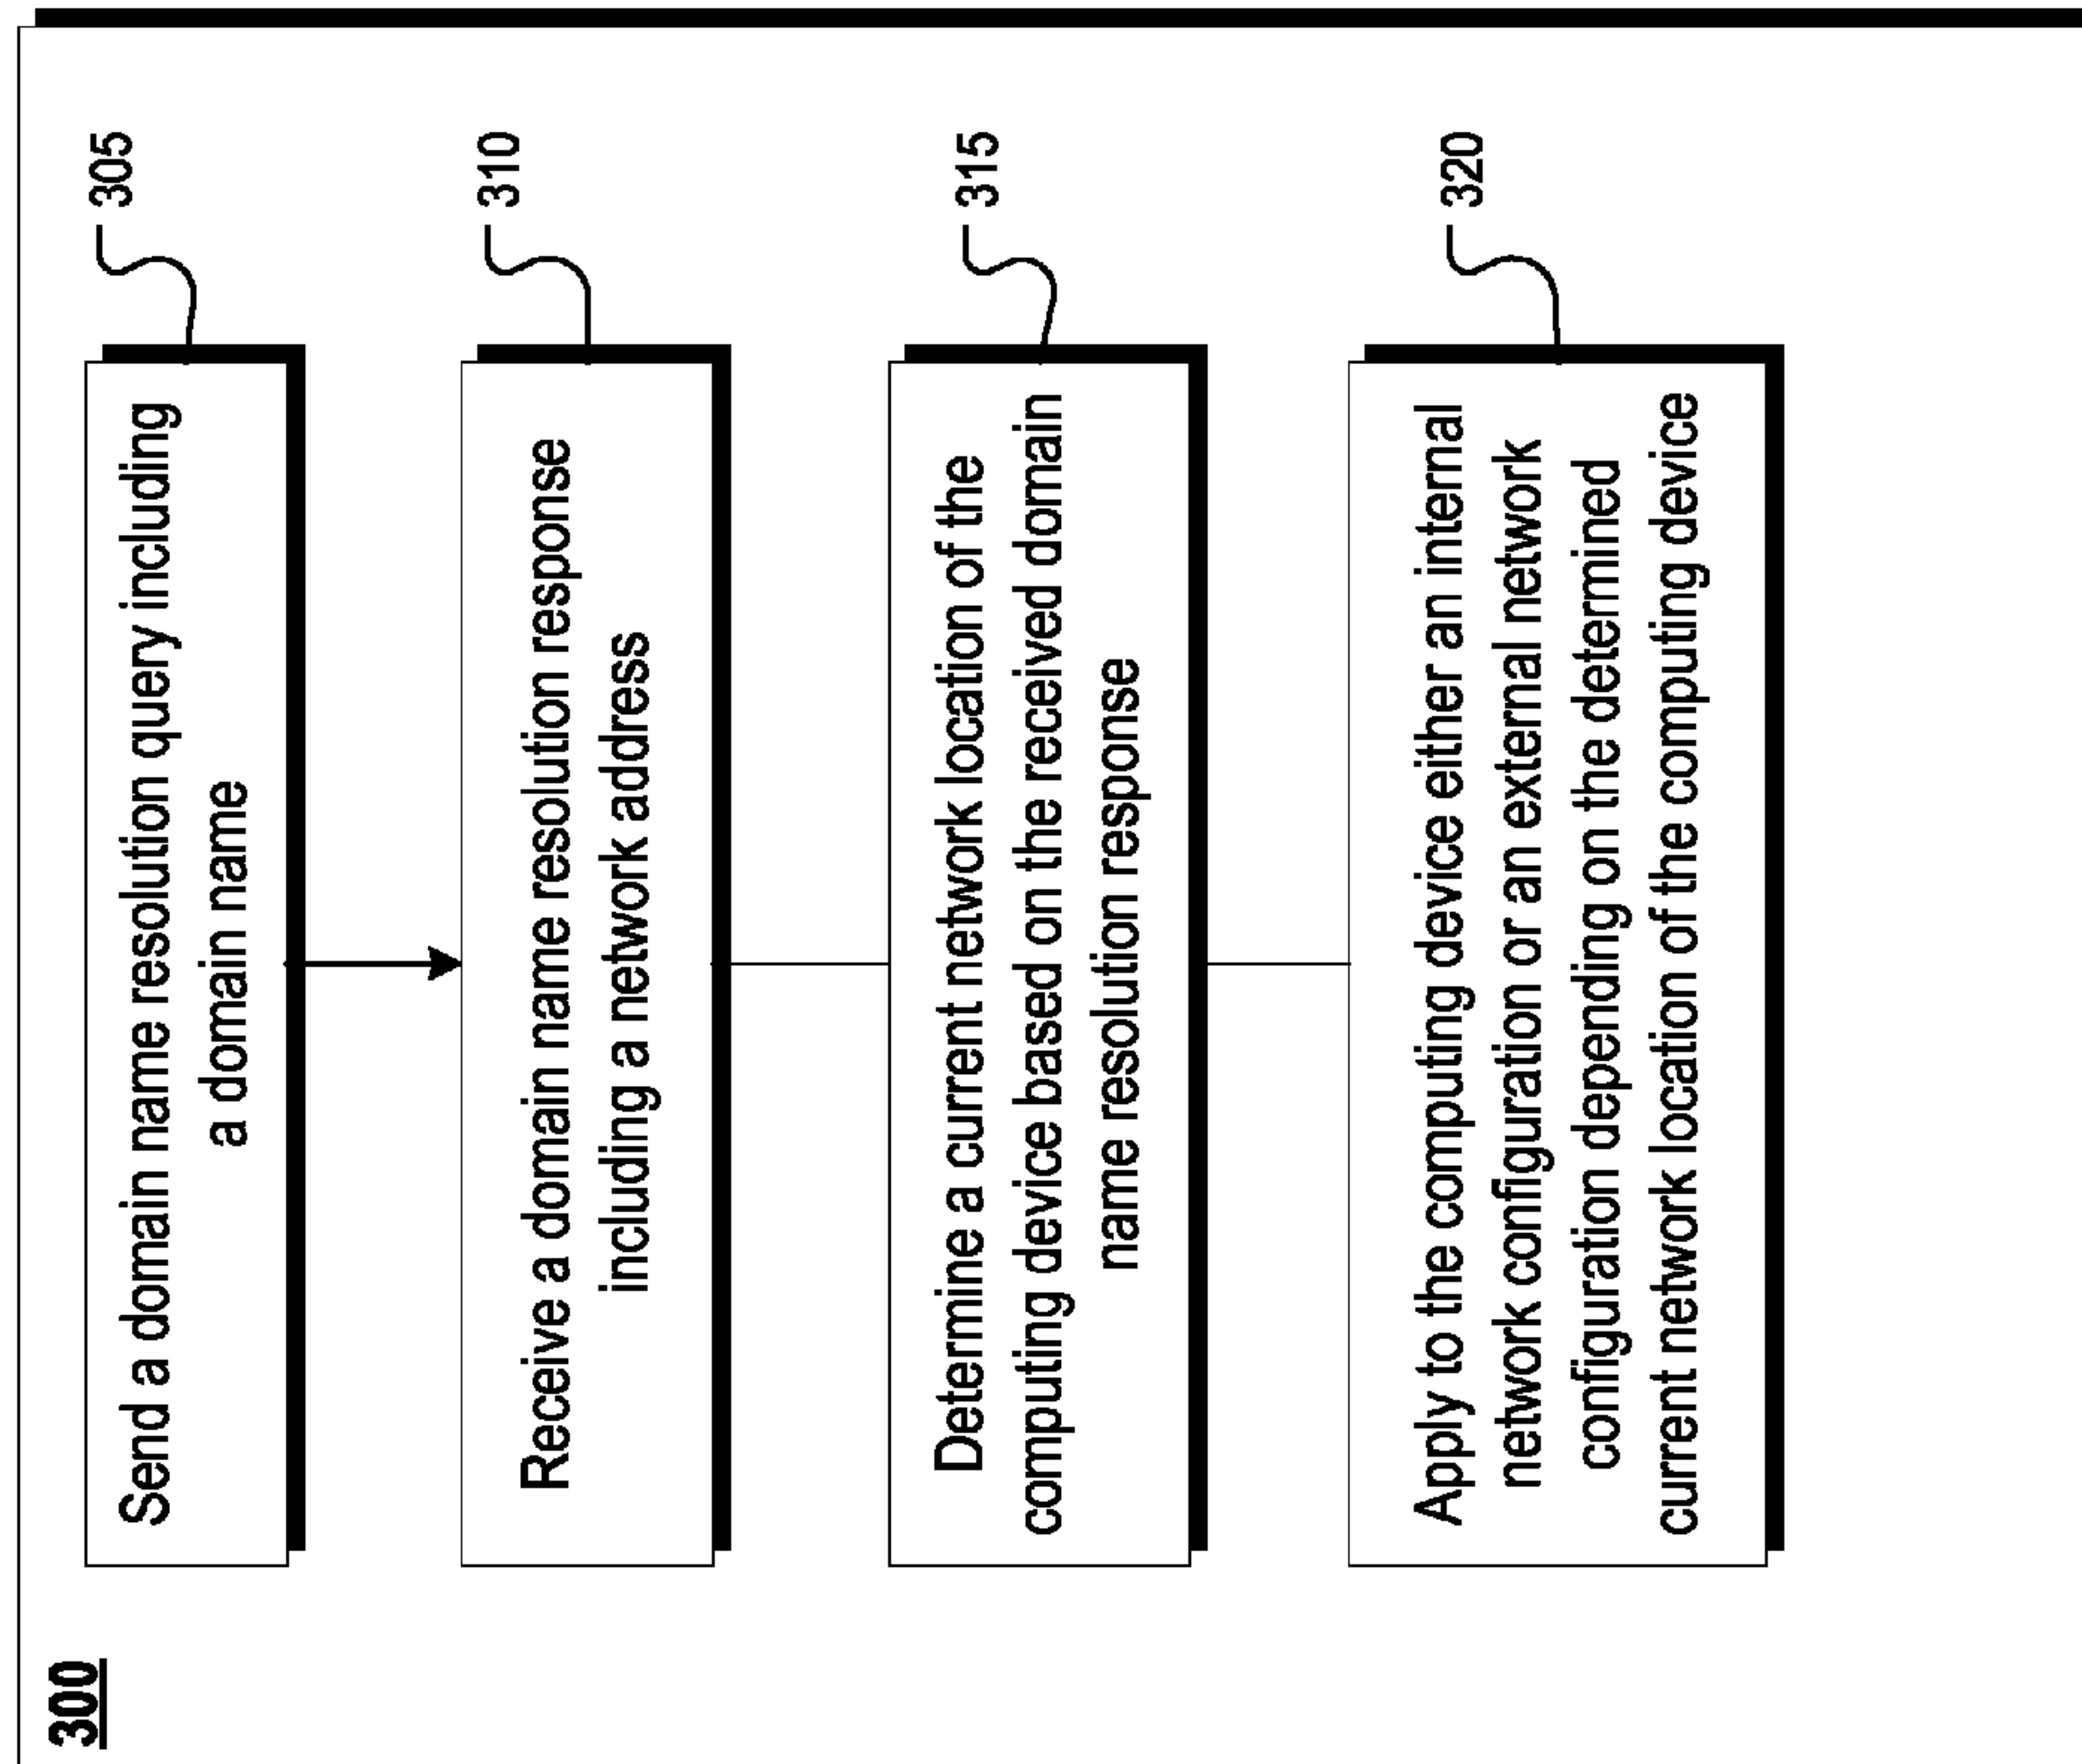 300
Send a domain name resolution query including
a domain name
305
Receive a domain name resolution response
including a network address
310
Determine a current network location of the
computing device based on the received domain
name resolution response
315
Apply to the computing device either an internal
network configuration or an external network
configuration depending on the determined
current network location of the computing device
320